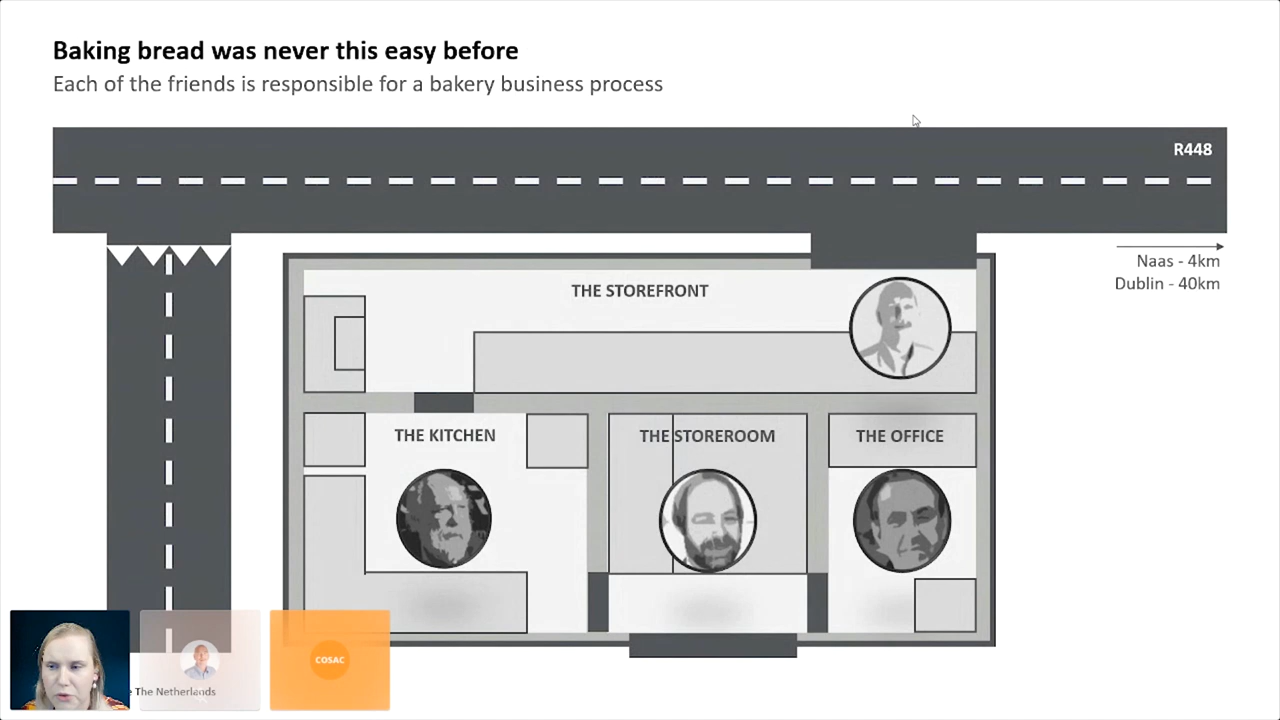 Baking bread was never this easy before
Each of the friends is responsible for a bakery business process
R448
Naas - 4km
Dublin - 40km
THE STOREFRONT
THE KITCHEN
THE STOREROOM
THE OFFICE
COSAC
The Netherlands